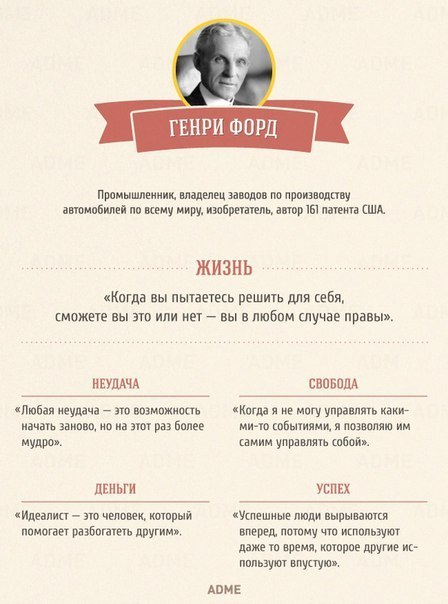 ГЕНРИ ФОРД
Промышленник, владелец заводов по производству
автомобилей по всему миру, изобретатель, автор 161 патента США.
ЖИЗНЬ
«Когда вы пытаетесь решить для себя,
сможете вы это или нет — вы в любом случае правы».
НЕУДАЧА
«Любая неудача — это возможность
начать заново, но на этот раз более
мудро».
СВОБОДА
«Когда я не могу управлять каки-
ми-то событиями, я позволяю им
самим управлять собой».
ДЕНЬГИ
«Идеалист — это человек, который
помогает разбогатеть другим».
УСПЕХ
«Успешные люди вырываются
вперед, потому что используют
даже то время, которое другие ис-
пользуют впустую».
ADME